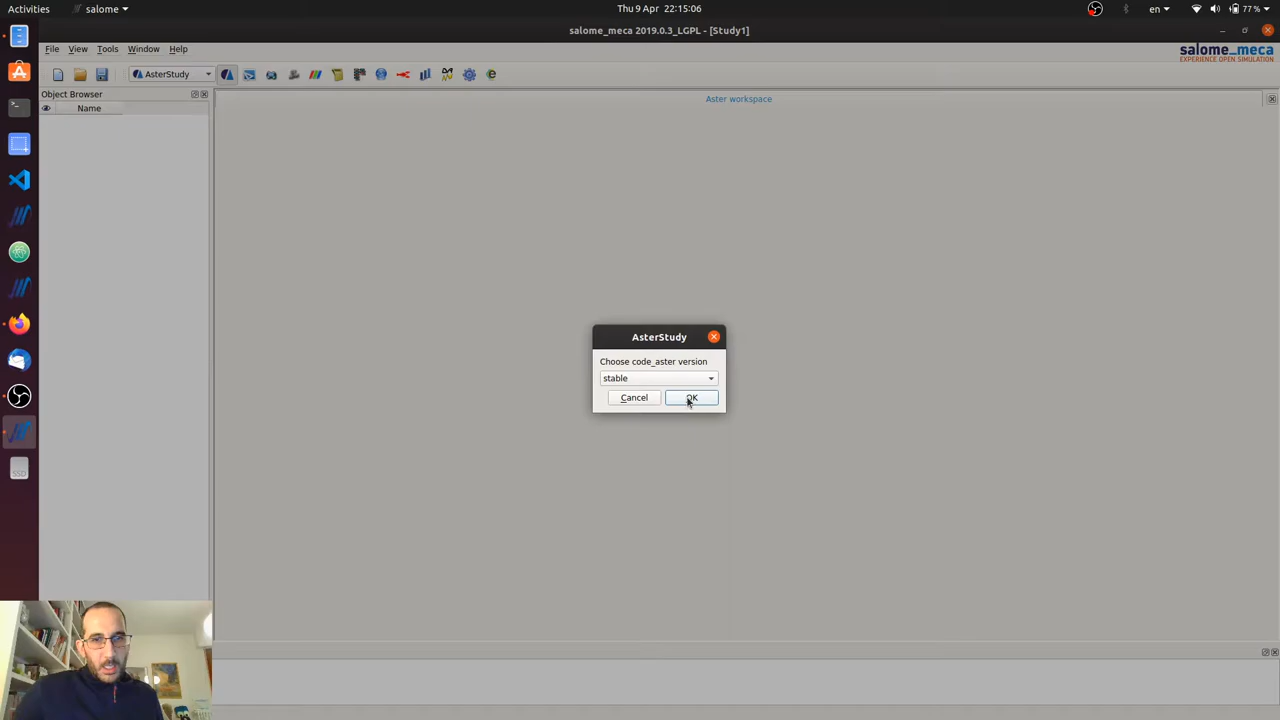 Activities
salome
Thu 9 Apr 22:15:06
en
77 %
salome_meca 2019.0.3_LGPL - [Study1]
File View Tools Window Help
salome_meca
EXPERIENCE OPEN SIMULATION
AsterStudy
Object Browser
Name
Aster workspace
AsterStudy
Choose code_aster version
stable
Cancel
OK
SSD